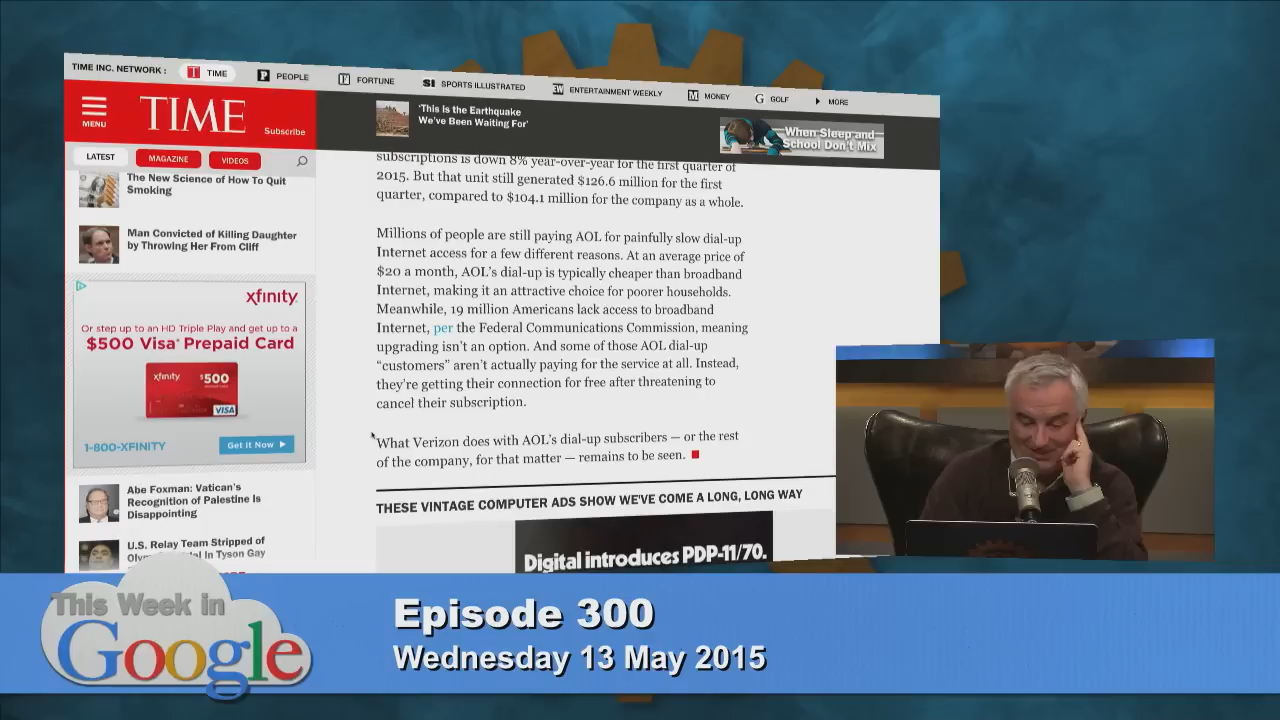 TIME INC. NETWORK :
TIME
PEOPLE
FORTUNE
SI SPORTS ILLUSTRATED
EW ENTERTAINMENT WEEKLY
M MONEY
G GOLF
MORE
MENU
TIME
Subscribe
'This Is the Earthquake
We've Been Waiting For'
When Sleep and
School Don't Mix
LATEST
MAGAZINE
VIDEOS
The New Science of How To Quit
Smoking
Man Convicted of Killing Daughter
by Throwing Her From Cliff
xfinity
Or step up to an HD Triple Play and get up to a
$500 Visa® Prepaid Card
xfinity
$500
VISA
1-800-XFINITY
Get It Now
Abe Foxman: Vatican's
Recognition of Palestine Is
Disappointing
U.S. Relay Team Stripped of
in Tyson Gay
subscriptions is down 8% year-over-year for the first quarter of
2015. But that unit still generated $126.6 million for the first
quarter, compared to $104.1 million for the company as a whole.
Millions of people are still paying AOL for painfully slow dial-up
Internet access for a few different reasons. At an average price of
$20 a month, AOL's dial-up is typically cheaper than broadband
Internet, making it an attractive choice for poorer households.
Meanwhile, 19 million Americans lack access to broadband
Internet, per the Federal Communications Commission, meaning
upgrading isn't an option. And some of those AOL dial-up
“customers” aren't actually paying for the service at all. Instead,
they're getting their connection for free after threatening to
cancel their subscription.
What Verizon does with AOL's dial-up subscribers — or the rest
of the company, for that matter — remains to be seen.
THESE VINTAGE COMPUTER ADS SHOW WE'VE COME A LONG, LONG WAY
Digital introduces PDP-11/70.
This Week in
Google
Episode 300
Wednesday 13 May 2015